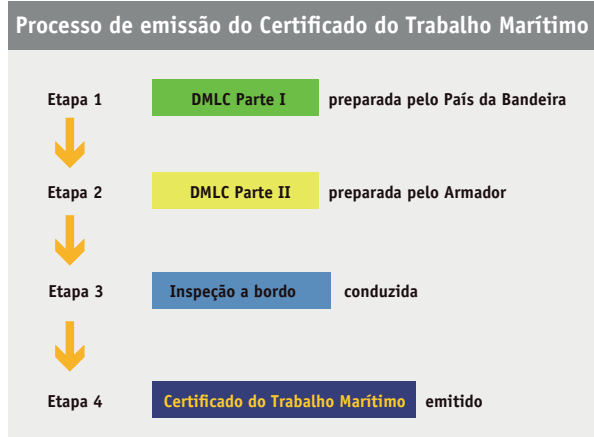 Processo de emissão do Certificado do Trabalho Marítimo
Etapa 1 DMLC Parte I preparada pelo País da Bandeira
Etapa 2 DMLC Parte II preparada pelo Armador
Etapa 3 Inspeção a bordo conduzida
Etapa 4 Certificado do Trabalho Marítimo emitido